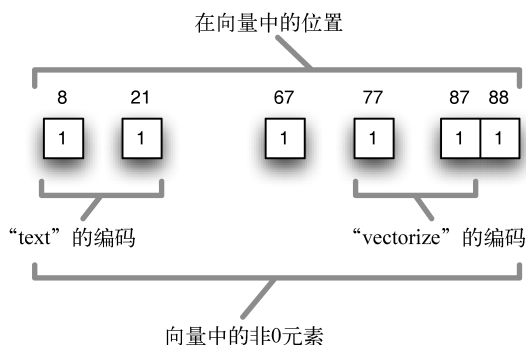 在向量中的位置
8 21 67 77 87 88
1 1 1 1 1 1
“text”的编码 “vectorize”的编码
向量中的非0元素